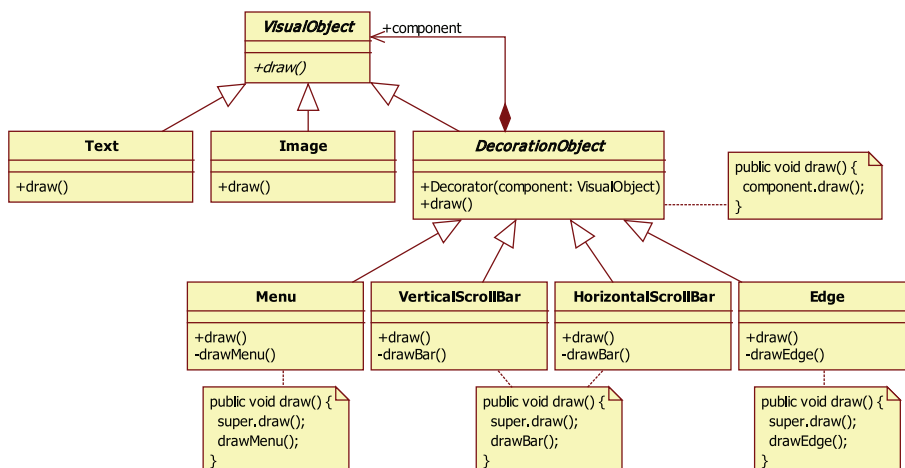 VisualObject
+component
+draw()
Text
+draw()
Image
+draw()
DecorationObject
+Decorator(component: VisualObject)
+draw()
public void draw() {
component.draw();
}
Menu
+draw()
-drawMenu()
VerticalScrollBar
+draw()
-drawBar()
HorizontalScrollBar
+draw()
-drawBar()
Edge
+draw()
-drawEdge()
public void draw() {
super.draw();
drawMenu();
}
public void draw() {
super.draw();
drawBar();
}
public void draw() {
super.draw();
drawEdge();
}